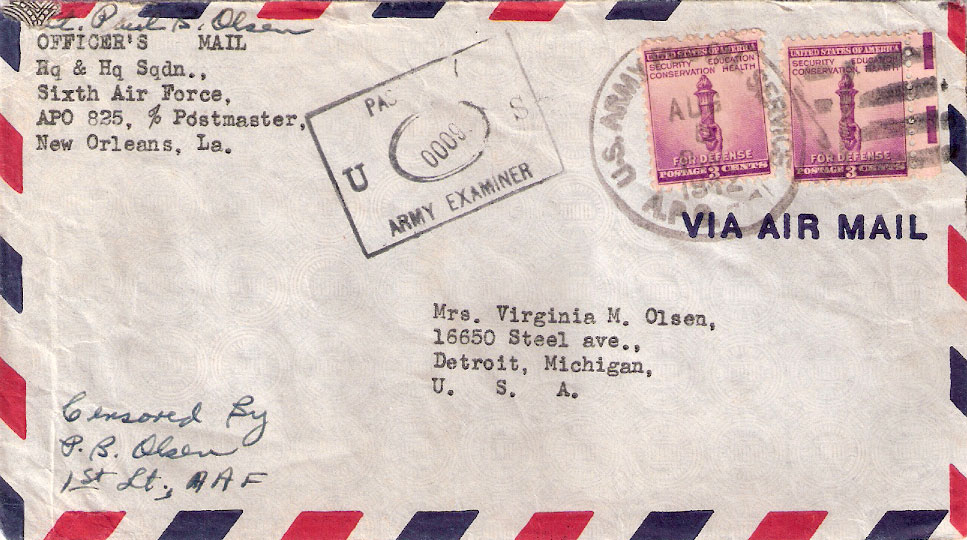 Lt. Paul B. Olsen
OFFICER'S MAIL
Hq & Hq Sqdn.,
Sixth Air Force,
APO 825, % Postmaster,
New Orleans, La.
PAS
U S
0009
ARMY EXAMINER
U.S. ARMY SERVICE
AUG
1942
A.P.O.
UNITED STATES OF AMERICA
SECURITY EDUCATION
CONSERVATION HEALTH
FOR DEFENSE
POSTAGE 3 CENTS
UNITED STATES OF AMERICA
SECURITY EDUCATION
CONSERVATION HEALTH
FOR DEFENSE
POSTAGE 3 CENTS
VIA AIR MAIL
Mrs. Virginia M. Olsen,
16650 Steel ave.,
Detroit, Michigan,
U. S. A.
Censored By
P. B. Olsen
1st Lt., AAF